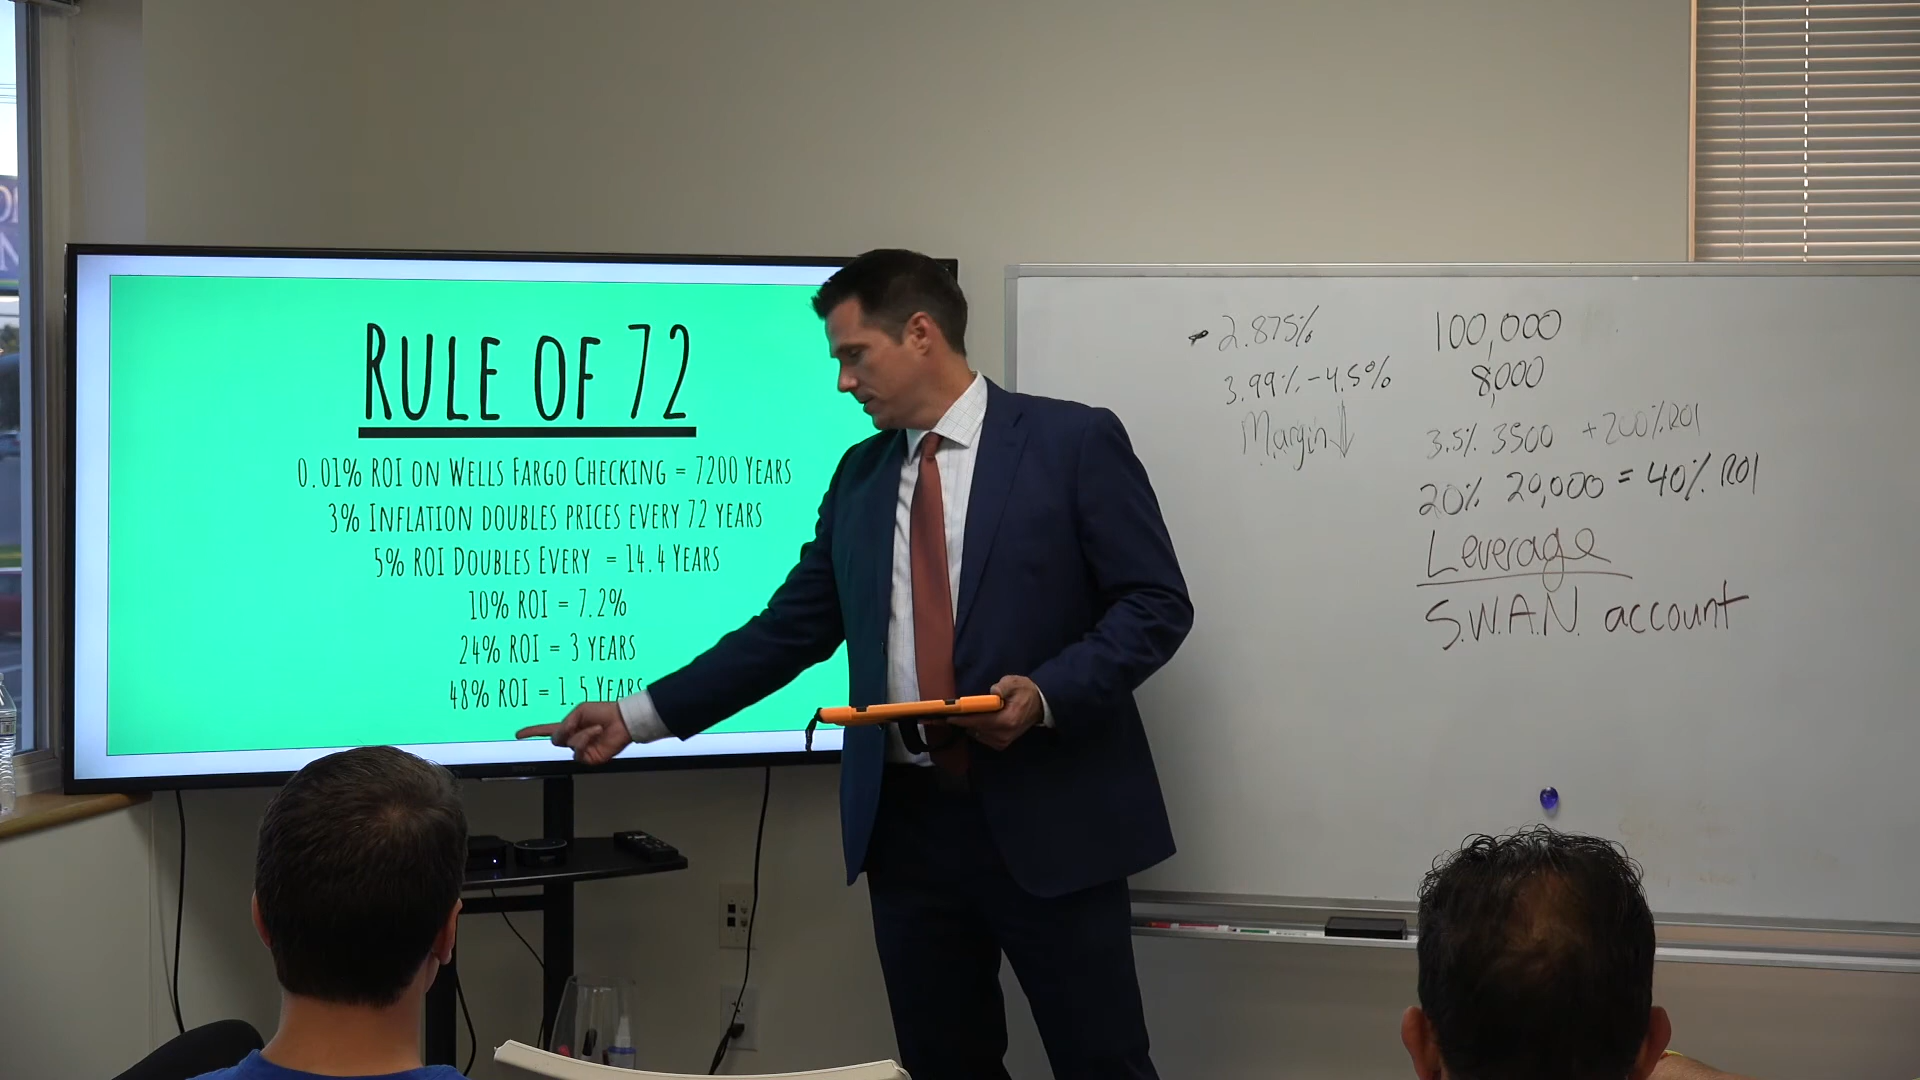 RULE OF 72
0.01% ROI ON WELLS FARGO CHECKING = 7200 YEARS
3% INFLATION DOUBLES PRICES EVERY 72 YEARS
5% ROI DOUBLES EVERY = 14.4 YEARS
10% ROI = 7.2%
24% ROI = 3 YEARS
48% ROI = 1.5 YEARS
2.875%
3.99% - 4.5%
Margin ↓
100,000
8,000
3.5% 3500 +200% ROI
20% 20,000 = 40% ROI
Leverage
S.W.A.N. account